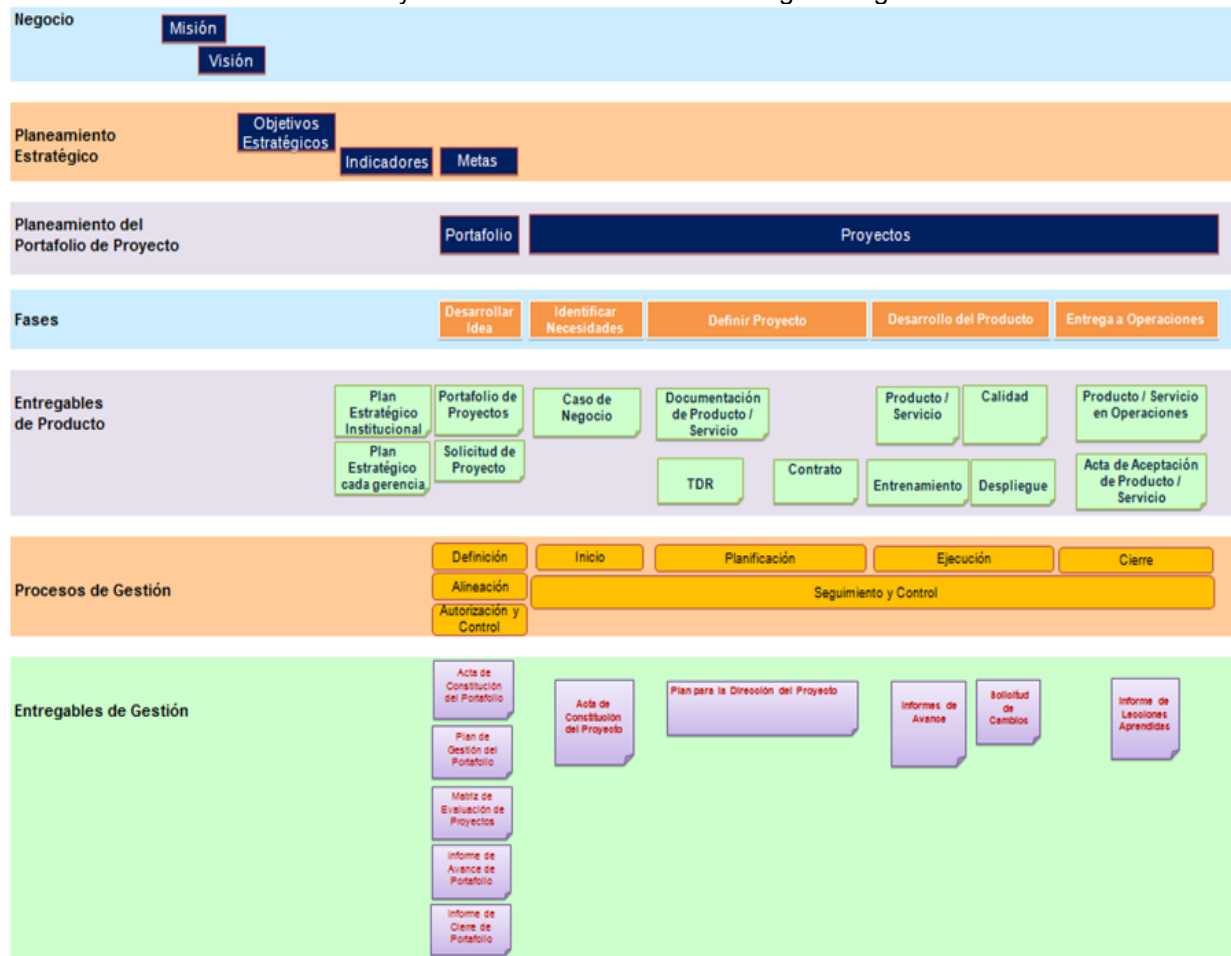 Negocio
Misión
Visión
Planeamiento
Estratégico
Objetivos
Estratégicos
Indicadores
Metas
Planeamiento del
Portafolio de Proyecto
Portafolio
Proyectos
Fases
Desarrollar
Idea
Identificar
Necesidades
Definir Proyecto
Desarrollo del Producto
Entrega a Operaciones
Entregables
de Producto
Plan
Estratégico
Institucional
Portafolio de
Proyectos
Caso de
Negocio
Documentación
de Producto /
Servicio
Producto /
Servicio
Calidad
Producto / Servicio
en Operaciones
Plan
Estratégico
cada gerencia
Solicitud de
Proyecto
TDR
Contrato
Entrenamiento
Despliegue
Acta de Aceptación
de Producto /
Servicio
Procesos de Gestión
Definición
Inicio
Planificación
Ejecución
Cierre
Alineación
Seguimiento y Control
Autorización y
Control
Entregables de Gestión
Acta de
Constitución
del Portafolio
Acta de
Constitución
del Proyecto
Plan para la Dirección del Proyecto
Informes de
Avance
Solicitud
de
Cambios
Informe de
Lecciones
Aprendidas
Plan de
Gestión del
Portafolio
Matriz de
Evaluación de
Proyectos
Informe de
Avance de
Portafolio
Informe de
Cierre de
Portafolio